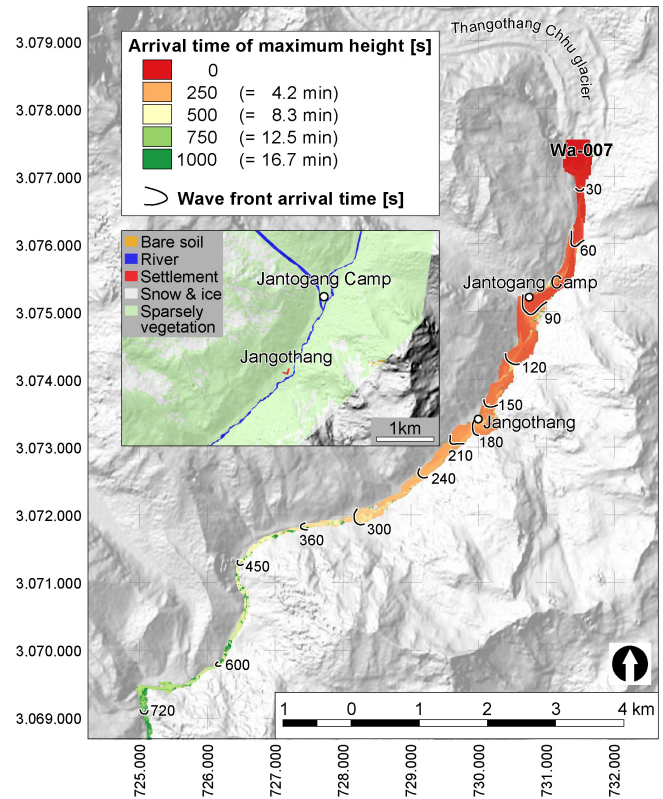 Thangothang Chhu glacier
Arrival time of maximum height [s]
0
250 (= 4.2 min)
500 (= 8.3 min)
750 (= 12.5 min)
1000 (= 16.7 min)
Wave front arrival time [s]
Bare soil
River
Settlement
Snow & ice
Sparsely
vegetation
Jantogang Camp
Jangothang
1km
Wa-007
30
60
Jantogang Camp
90
120
150
Jangothang
180
210
240
300
360
450
600
720
3.079.000
3.078.000
3.077.000
3.076.000
3.075.000
3.074.000
3.073.000
3.072.000
3.071.000
3.070.000
3.069.000
1 0 1 2 3 4 km
725.000
726.000
727.000
728.000
729.000
730.000
731.000
732.000